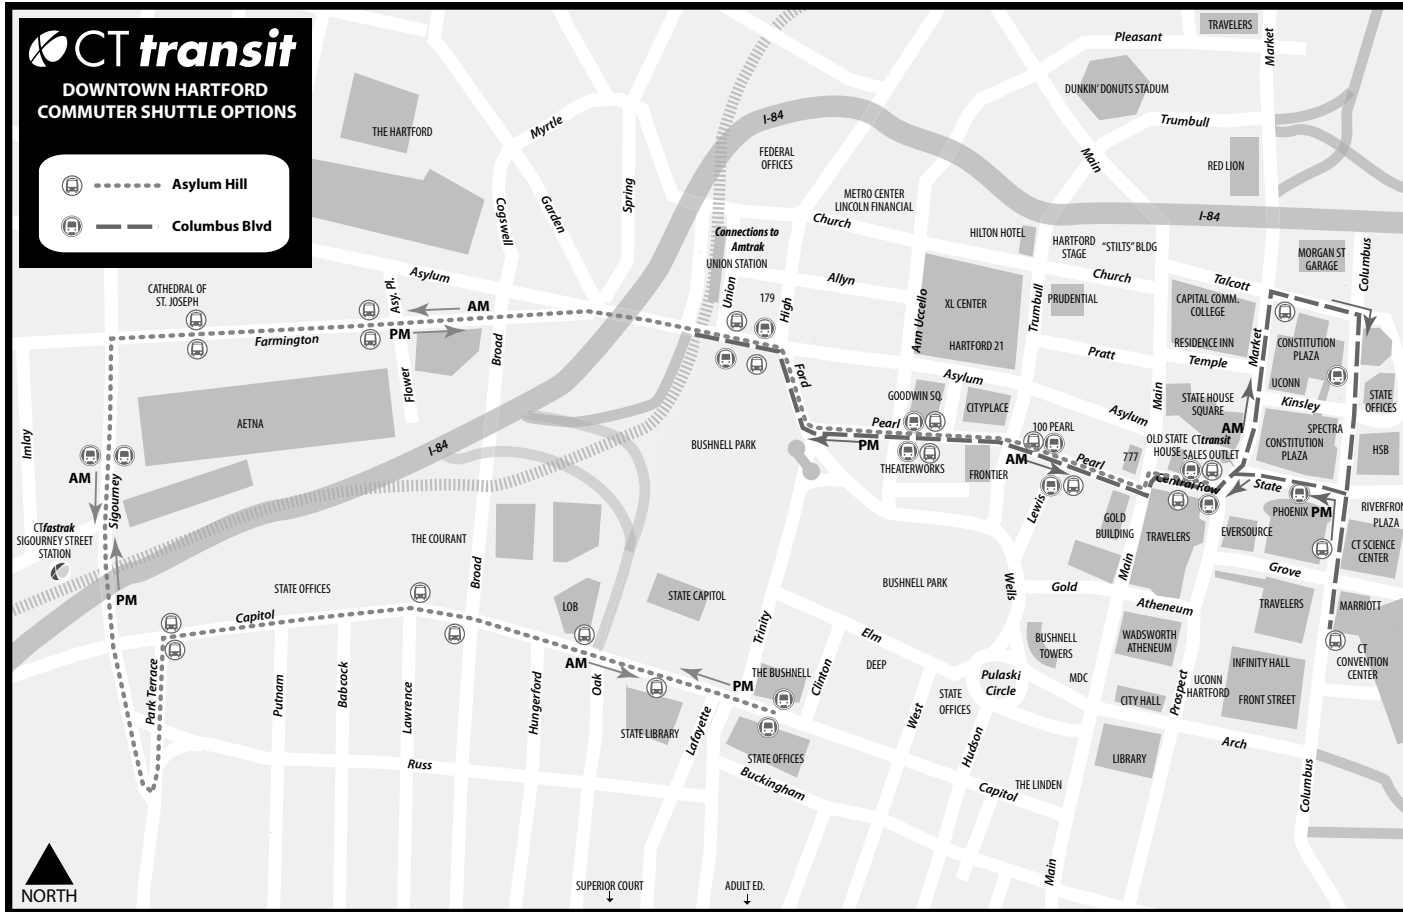 CT transit
DOWNTOWN HARTFORD
COMMUTER SHUTTLE OPTIONS
Asylum Hill
Columbus Blvd
TRAVELERS
Pleasant
Market
DUNKIN' DONUTS STADUM
Trumbull
Main
RED LION
I-84
THE HARTFORD
Myrtle
FEDERAL
OFFICES
Spring
Garden
Cogswell
METRO CENTER
LINCOLN FINANCIAL
Church
I-84
Connections to
Amtrak
UNION STATION
HILTON HOTEL
HARTFORD
STAGE
"STILTS" BLDG
MORGAN ST
GARAGE
Columbus
Church
Talcott
Asylum
Asy. Pl.
Allyn
Union
179
High
CATHEDRAL OF
ST. JOSEPH
AM
PM
Farmington
Broad
Flower
Ann Uccello
XL CENTER
HARTFORD 21
Trumbull
PRUDENTIAL
CAPITAL COMM.
COLLEGE
RESIDENCE INN
Market
CONSTITUTION
PLAZA
Pratt
Temple
UCONN
Ford
Asylum
GOODWIN SQ.
CITYPLACE
Asylum
Main
STATE HOUSE
SQUARE
Kinsley
STATE
OFFICES
AETNA
I-84
Imlay
BUSHNELL PARK
Pearl
PM
THEATERWORKS
100 PEARL
AM
Pearl
777
OLD STATE
HOUSE
CTtransit
SALES OUTLET
AM
SPECTRA
CONSTITUTION
PLAZA
HSB
FRONTIER
Central Row
State
AM
Sigourney
CTfastrak
SIGOURNEY STREET
STATION
PM
Lewis
GOLD
BUILDING
TRAVELERS
EVERSOURCE
PHOENIX
PM
RIVERFRON
PLAZA
CT SCIENCE
CENTER
THE COURANT
Broad
STATE OFFICES
Capitol
LOB
STATE CAPITOL
BUSHNELL PARK
Wells
Gold
Main
Grove
Atheneum
TRAVELERS
MARRIOTT
Trinity
Elm
DEEP
BUSHNELL
TOWERS
MDC
WADSWORTH
ATHENEUM
CT
CONVENTION
CENTER
INFINITY HALL
FRONT STREET
UCONN
HARTFORD
Prospect
CITY HALL
Pulaski
Circle
STATE
OFFICES
AM
PM
THE BUSHNELL
Clinton
Park Terrace
Putnam
Babcock
Lawrence
Hungerford
Oak
STATE LIBRARY
Lafayette
STATE OFFICES
West
Hudson
LIBRARY
Arch
Columbus
Russ
Buckingham
Capitol
THE LINDEN
Main
NORTH
SUPERIOR COURT
ADULT ED.